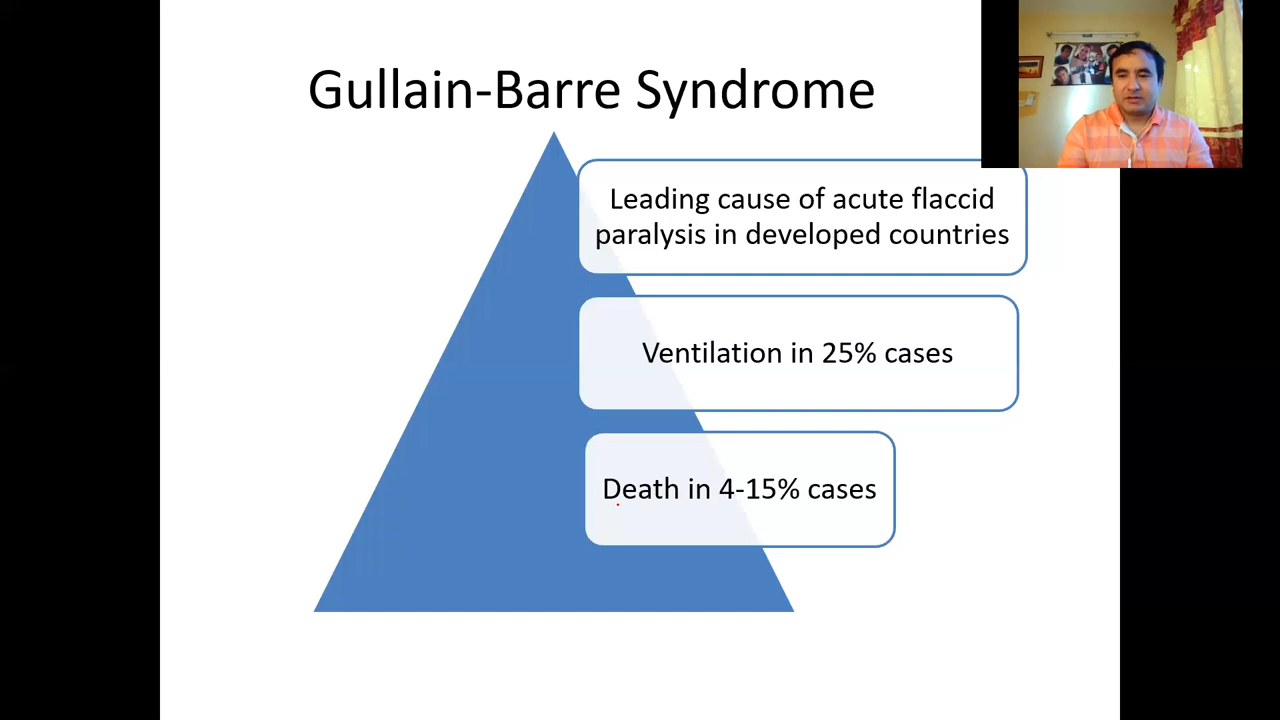 Gullain-Barre Syndrome
Leading cause of acute flaccid
paralysis in developed countries
Ventilation in 25% cases
Death in 4-15% cases